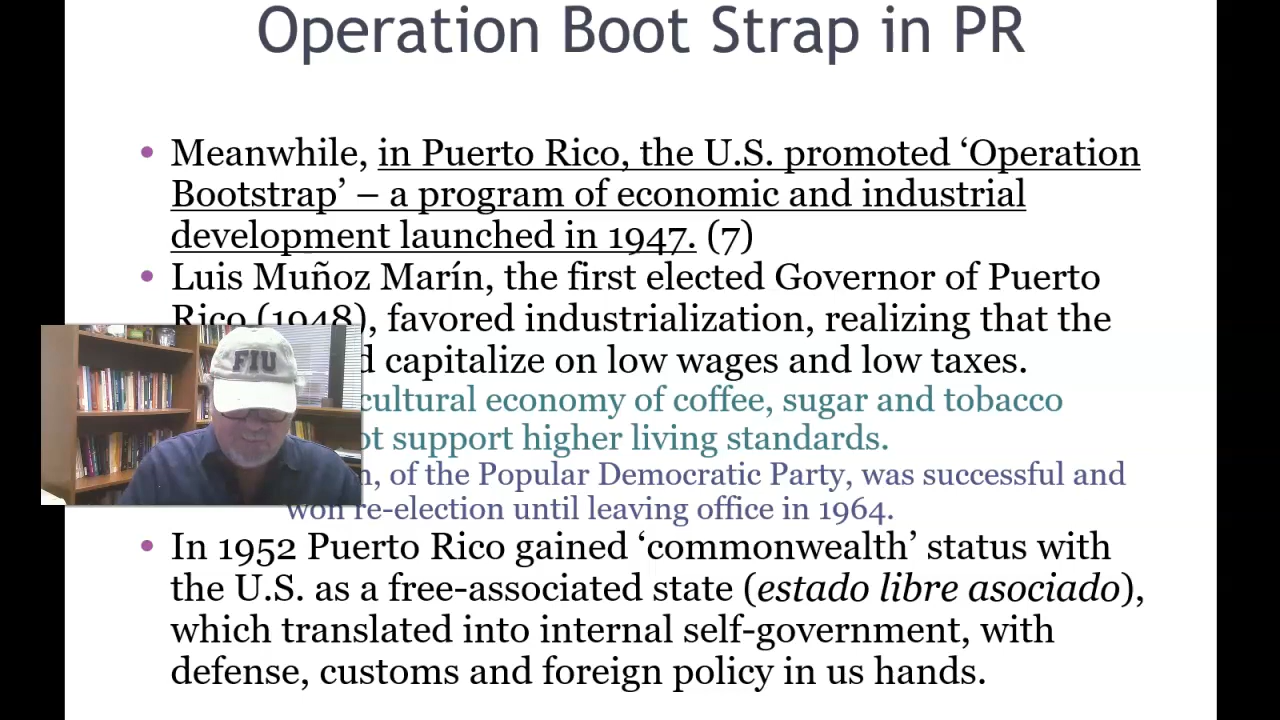 Operation Boot Strap in PR
• Meanwhile, in Puerto Rico, the U.S. promoted ‘Operation
Bootstrap’ – a program of economic and industrial
development launched in 1947. (7)
• Luis Muñoz Marín, the first elected Governor of Puerto
Rico (1948), favored industrialization, realizing that the
capitalize on low wages and low taxes.
economy of coffee, sugar and tobacco
support higher living standards.
of the Popular Democratic Party, was successful and
won re-election until leaving office in 1964.
FIU
• In 1952 Puerto Rico gained ‘commonwealth’ status with
the U.S. as a free-associated state (estado libre asociado),
which translated into internal self-government, with
defense, customs and foreign policy in us hands.